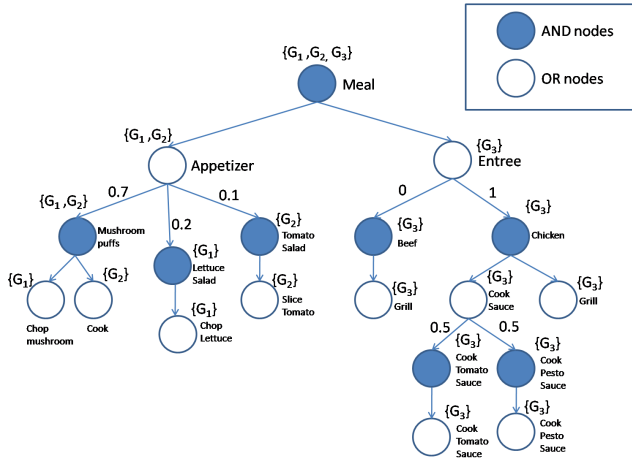 AND nodes
OR nodes
{G₁ ,G₂, G₃}
Meal
{G₁ ,G₂}
Appetizer
{G₃}
Entree
0.7
0.2
0.1
0
1
{G₁ ,G₂}
Mushroom
puffs
{G₁}
Lettuce
Salad
{G₂}
Tomato
Salad
{G₃}
Beef
{G₃}
Chicken
{G₁}
Chop
mushroom
{G₂}
Cook
{G₁}
Chop
Lettuce
{G₂}
Slice
Tomato
{G₃}
Grill
{G₃}
Cook
Sauce
{G₃}
Grill
0.5
0.5
{G₃}
Cook
Tomato
Sauce
{G₃}
Cook
Pesto
Sauce
{G₃}
Cook
Tomato
Sauce
{G₃}
Cook
Pesto
Sauce